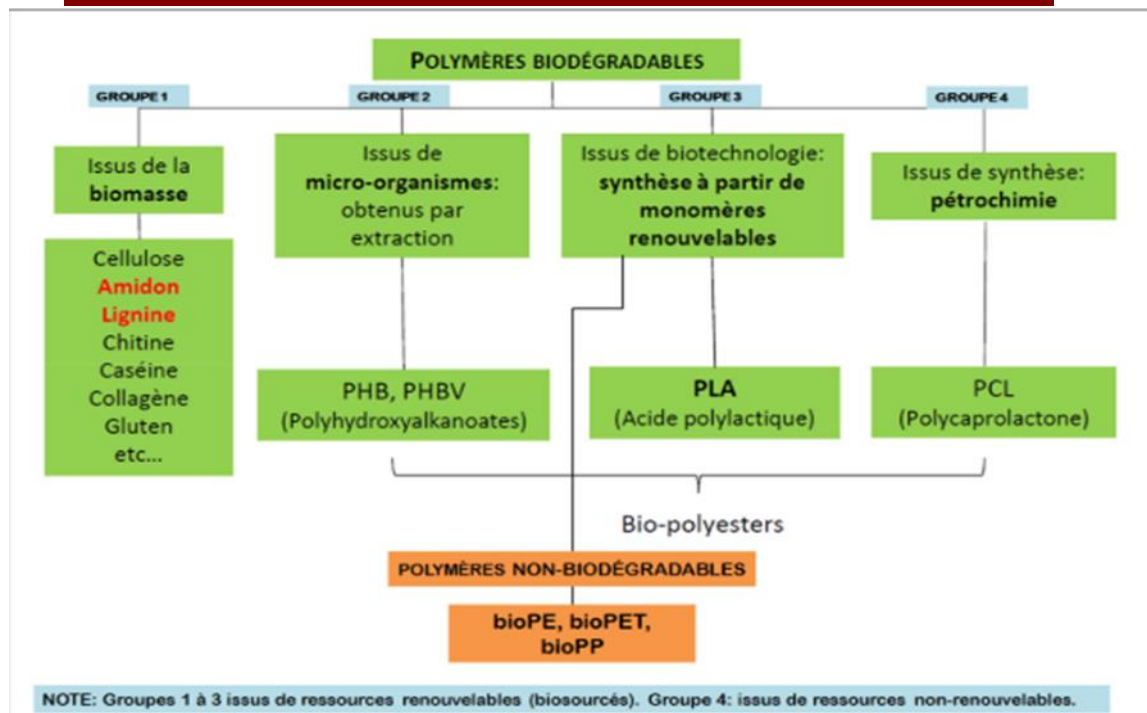 POLYMÈRES BIODÉGRADABLES
GROUPE 1
GROUPE 2
GROUPE 3
GROUPE 4
Issus de la
biomasse
Cellulose
Amidon
Lignine
Chitine
Caséine
Collagène
Gluten
etc...
Issus de
micro-organismes:
obtenus par
extraction
PHB, PHBV
(Polyhydroxyalkanoates)
Issus de biotechnologie:
synthèse à partir de
monomères
renouvelables
PLA
(Acide polylactique)
Issus de synthèse:
pétrochimie
PCL
(Polycaprolactone)
Bio-polyesters
POLYMÈRES NON-BIODÉGRADABLES
bioPE, bioPET,
bioPP
NOTE: Groupes 1 à 3 issus de ressources renouvelables (biosourcés). Groupe 4: issus de ressources non-renouvelables.